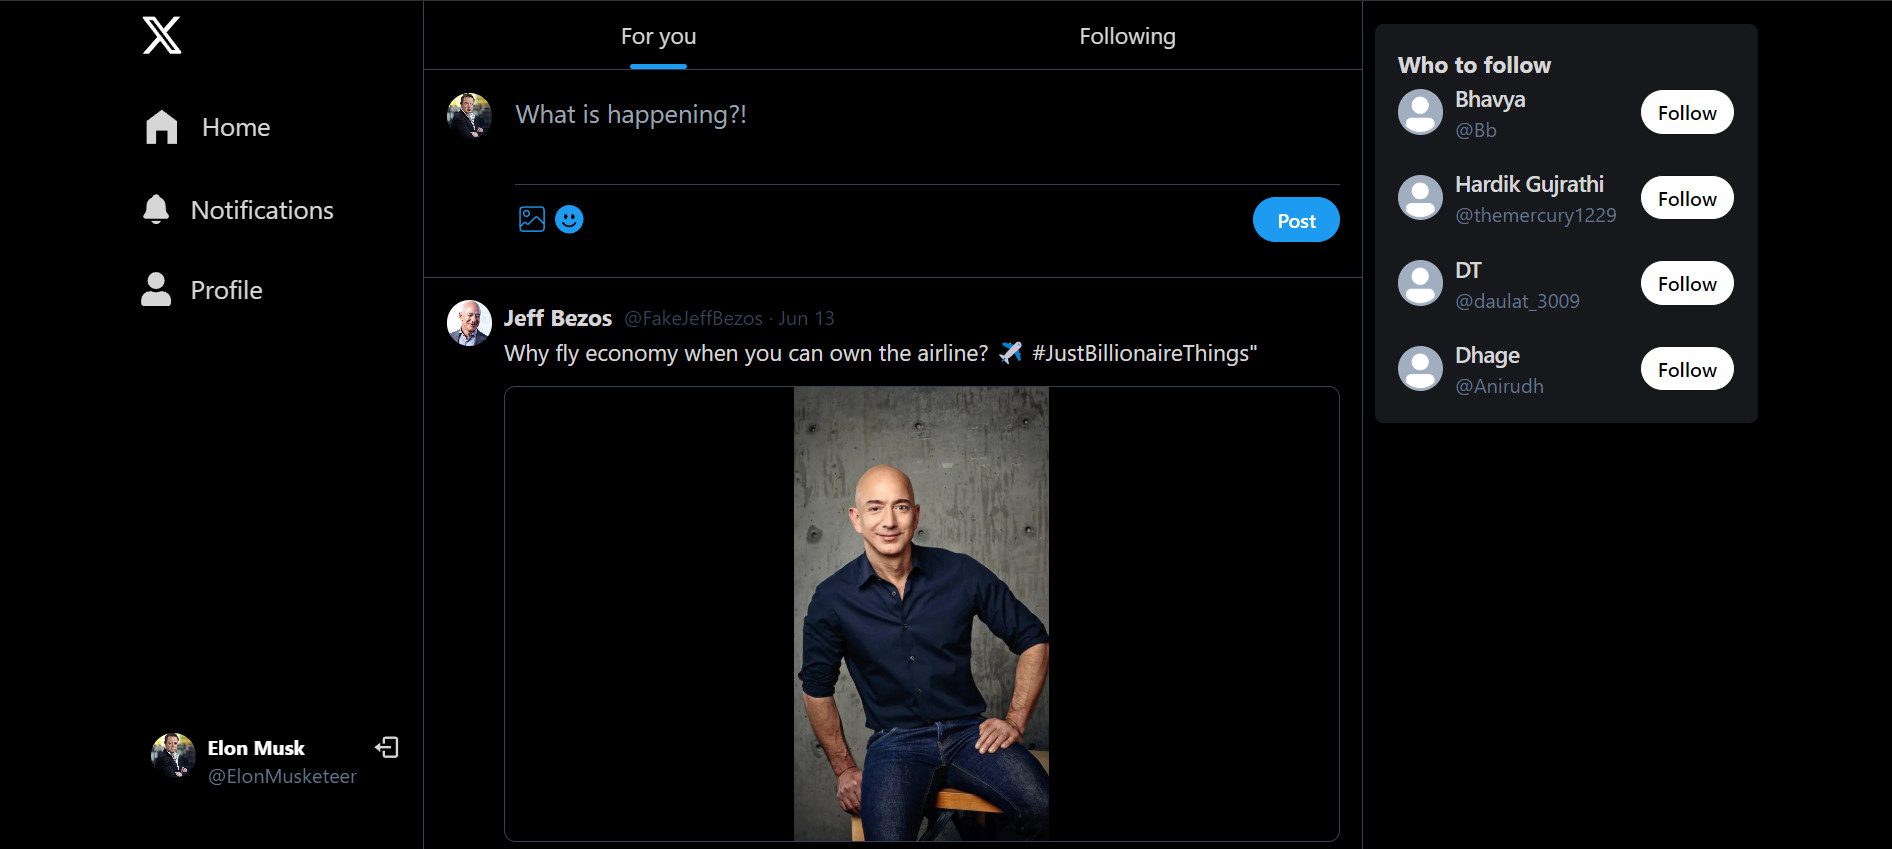 Home
Notifications
Profile
Elon Musk
@ElonMusketeer
For you
Following
What is happening?!
Post
Jeff Bezos @FakeJeffBezos · Jun 13
Why fly economy when you can own the airline? ✈️ #JustBillionaireThings"
Who to follow
Bhavya
@Bb
Follow
Hardik Gujrathi
@themercury1229
Follow
DT
@daulat_3009
Follow
Dhage
@Anirudh
Follow